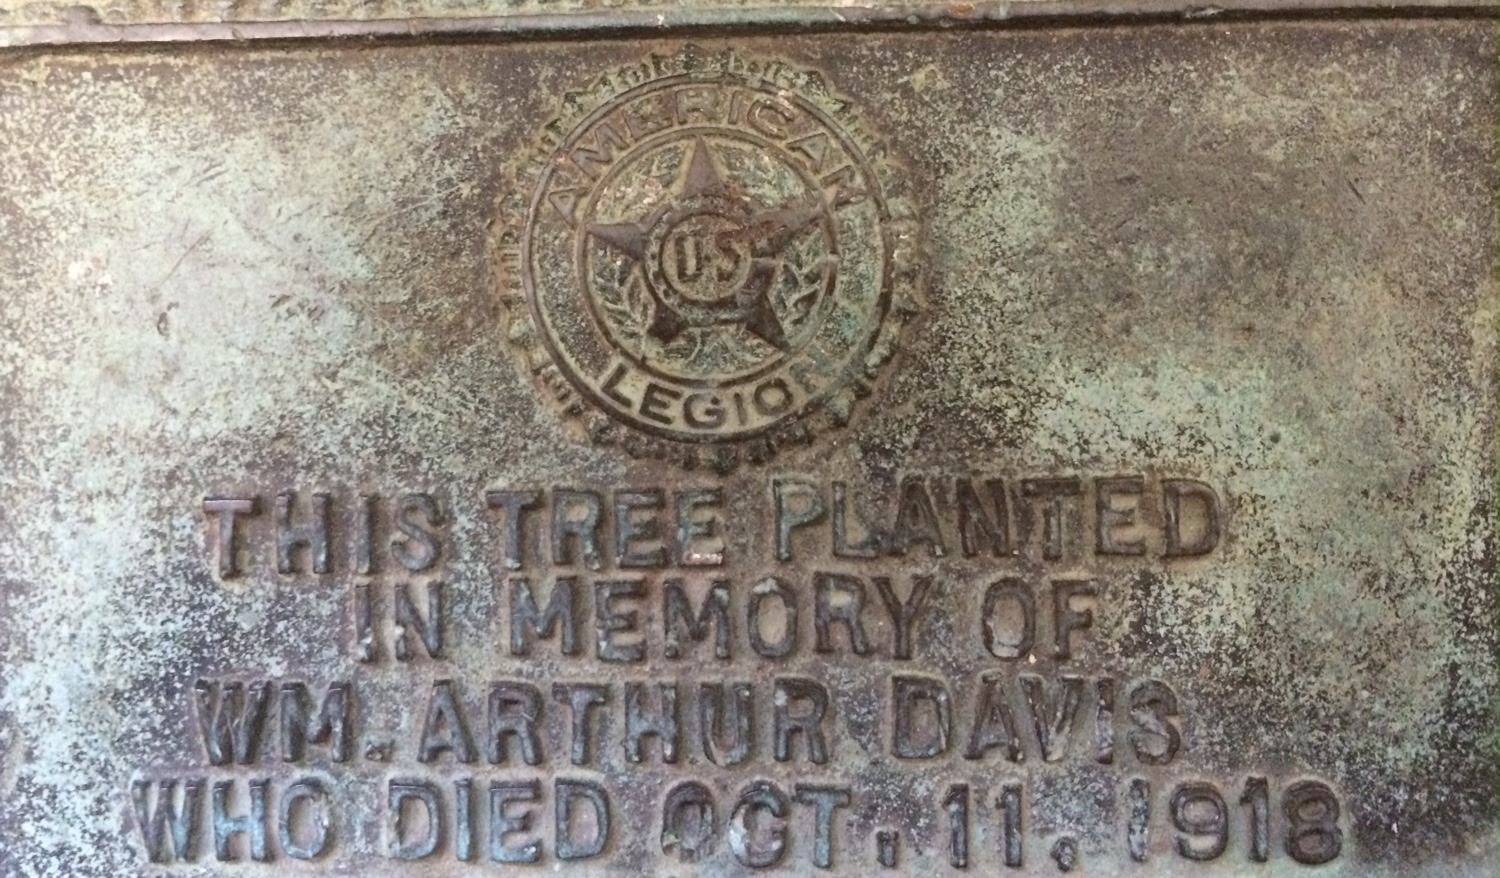 AMERICAN
U.S
LEGION
THIS TREE PLANTED
IN MEMORY OF
WM. ARTHUR DAVIS
WHO DIED OCT. 11, 1918